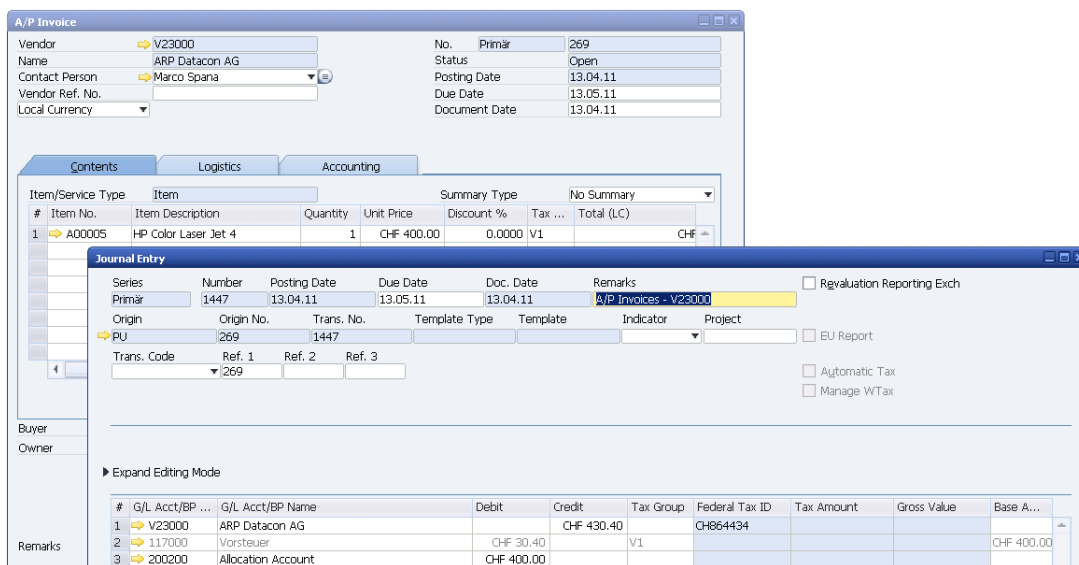 A/P Invoice
Vendor V23000 No. Primär 269
Name ARP Datacon AG Status Open
Contact Person Marco Spana Posting Date 13.04.11
Vendor Ref. No. Due Date 13.05.11
Local Currency Document Date 13.04.11
Contents Logistics Accounting
Item/Service Type Item Summary Type No Summary
# Item No. Item Description Quantity Unit Price Discount % Tax ... Total (LC)
1 A00005 HP Color Laser Jet 4 1 CHF 400.00 0.0000 V1 CHF
Journal Entry
Series Number Posting Date Due Date Doc. Date Remarks Revaluation Reporting Exch
Primär 1447 13.04.11 13.05.11 13.04.11 A/P Invoices - V23000
Origin Origin No. Trans. No. Template Type Template Indicator Project
PU 269 1447 EU Report
Trans. Code Ref. 1 Ref. 2 Ref. 3
269 Automatic Tax
Manage WTax
Buyer
Owner
Expand Editing Mode
# G/L Acct/BP ... G/L Acct/BP Name Debit Credit Tax Group Federal Tax ID Tax Amount Gross Value Base A...
1 V23000 ARP Datacon AG CHF 430.40 CH864434
Remarks
2 117000 Vorsteuer CHF 30.40 V1 CHF 400.00
3 200200 Allocation Account CHF 400.00